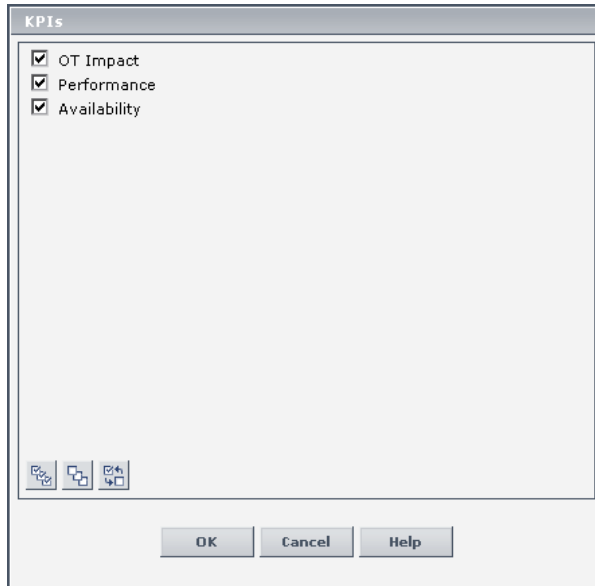 KPIs
OT Impact
Performance
Availability
OK
Cancel
Help